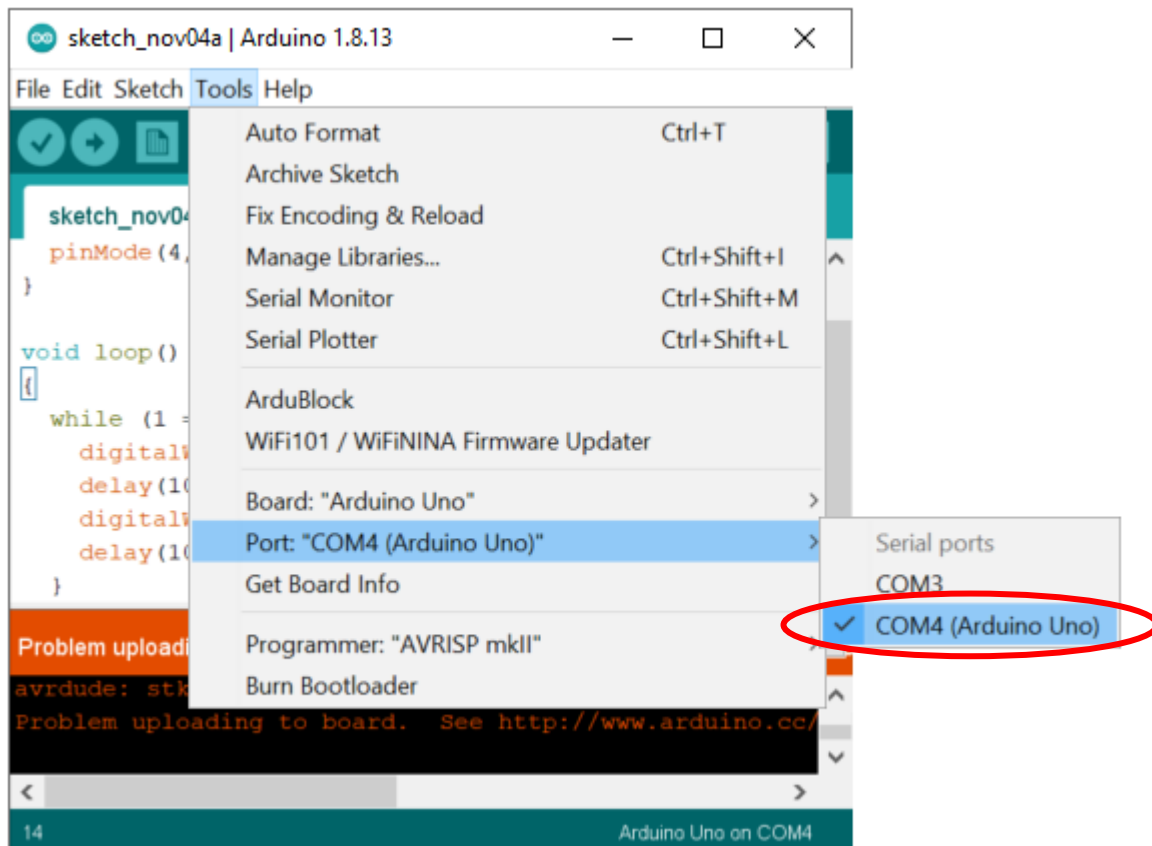 sketch_nov04a | Arduino 1.8.13
File Edit Sketch Tools Help
Auto Format Ctrl+T
Archive Sketch
sketch_nov04 Fix Encoding & Reload
pinMode(4, Manage Libraries... Ctrl+Shift+I
}
Serial Monitor Ctrl+Shift+M
void loop() Serial Plotter Ctrl+Shift+L
{
ArduBlock
while (1 = WiFi101 / WiFiNINA Firmware Updater
digitalW
delay(10 Board: "Arduino Uno"
digitalW Port: "COM4 (Arduino Uno)" Serial ports
delay(10
} Get Board Info COM3
COM4 (Arduino Uno)
Problem uploadi Programmer: "AVRISP mkII"
avrdude: stk Burn Bootloader
Problem uploading to board. See http://www.arduino.cc/
14 Arduino Uno on COM4